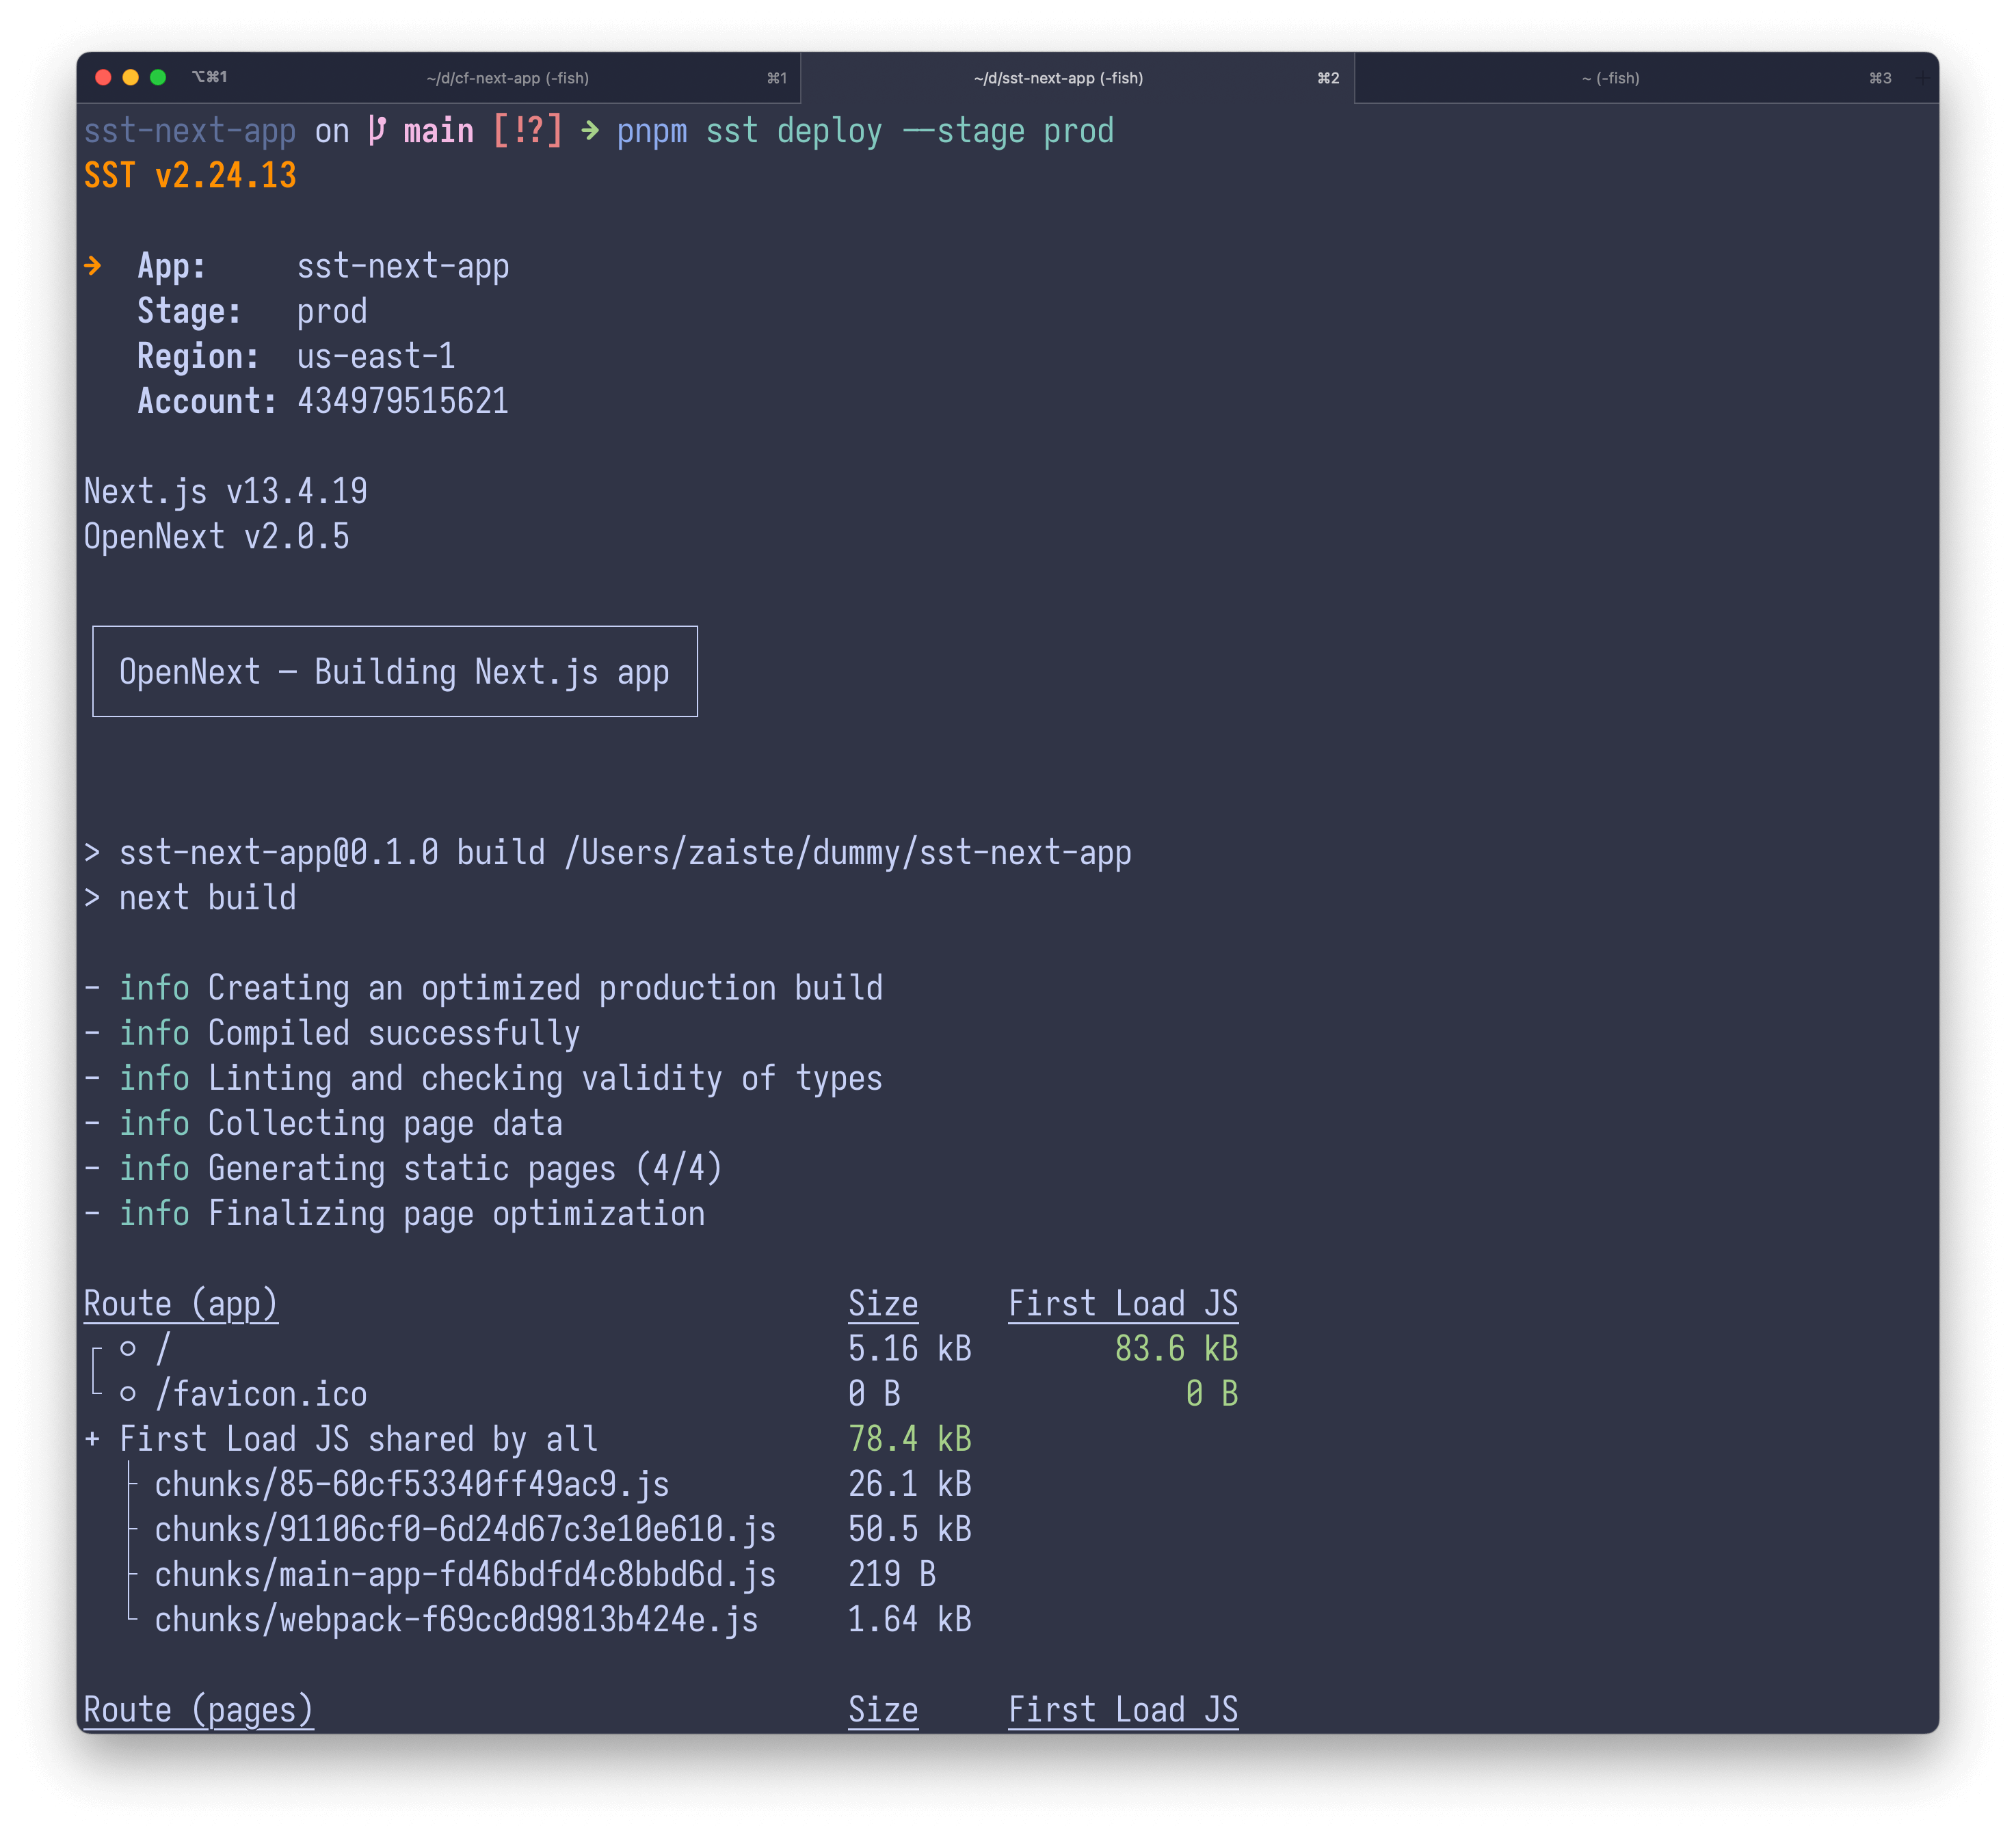 ⌥⌘1 ~/d/cf-next-app (-fish) ⌘1 ~/d/sst-next-app (-fish) ⌘2 ~ (-fish) ⌘3 +
sst-next-app on main [!?] ➜ pnpm sst deploy --stage prod
SST v2.24.13
➜ App: sst-next-app
Stage: prod
Region: us-east-1
Account: 434979515621
Next.js v13.4.19
OpenNext v2.0.5
OpenNext — Building Next.js app
> sst-next-app@0.1.0 build /Users/zaiste/dummy/sst-next-app
> next build
- info Creating an optimized production build
- info Compiled successfully
- info Linting and checking validity of types
- info Collecting page data
- info Generating static pages (4/4)
- info Finalizing page optimization
Route (app) Size First Load JS
┌ ○ / 5.16 kB 83.6 kB
└ ○ /favicon.ico 0 B 0 B
+ First Load JS shared by all 78.4 kB
├ chunks/85-60cf53340ff49ac9.js 26.1 kB
├ chunks/91106cf0-6d24d67c3e10e610.js 50.5 kB
├ chunks/main-app-fd46bdfd4c8bbd6d.js 219 B
└ chunks/webpack-f69cc0d9813b424e.js 1.64 kB
Route (pages) Size First Load JS